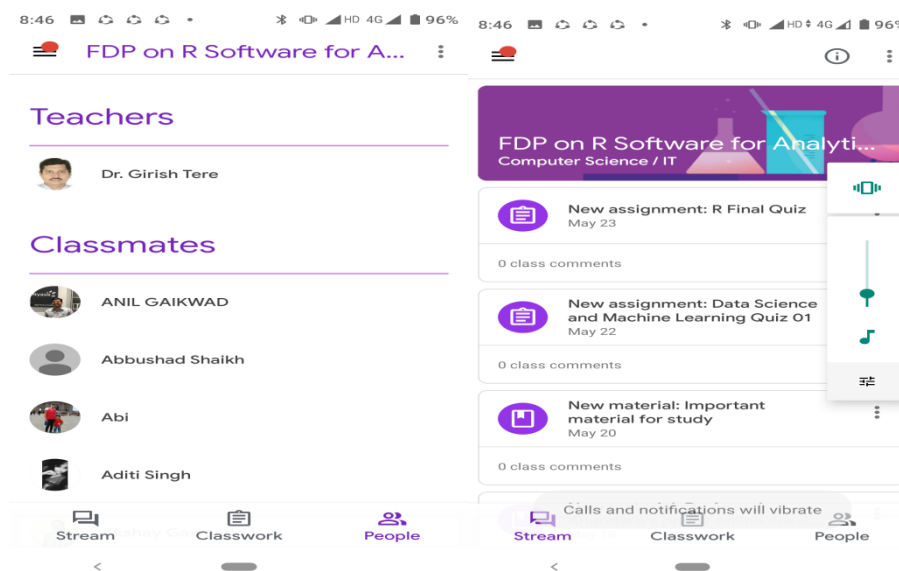 8:46
HD 4G 96%
FDP on R Software for A...
Teachers
Dr. Girish Tere
Classmates
ANIL GAIKWAD
Abbushad Shaikh
Abi
Aditi Singh
Stream
Classwork
People
8:46
HD 4G 96%
FDP on R Software for Analyti...
Computer Science / IT
New assignment: R Final Quiz
May 23
0 class comments
New assignment: Data Science
and Machine Learning Quiz 01
May 22
0 class comments
New material: Important
material for study
May 20
0 class comments
Calls and notifications will vibrate
Stream
Classwork
People